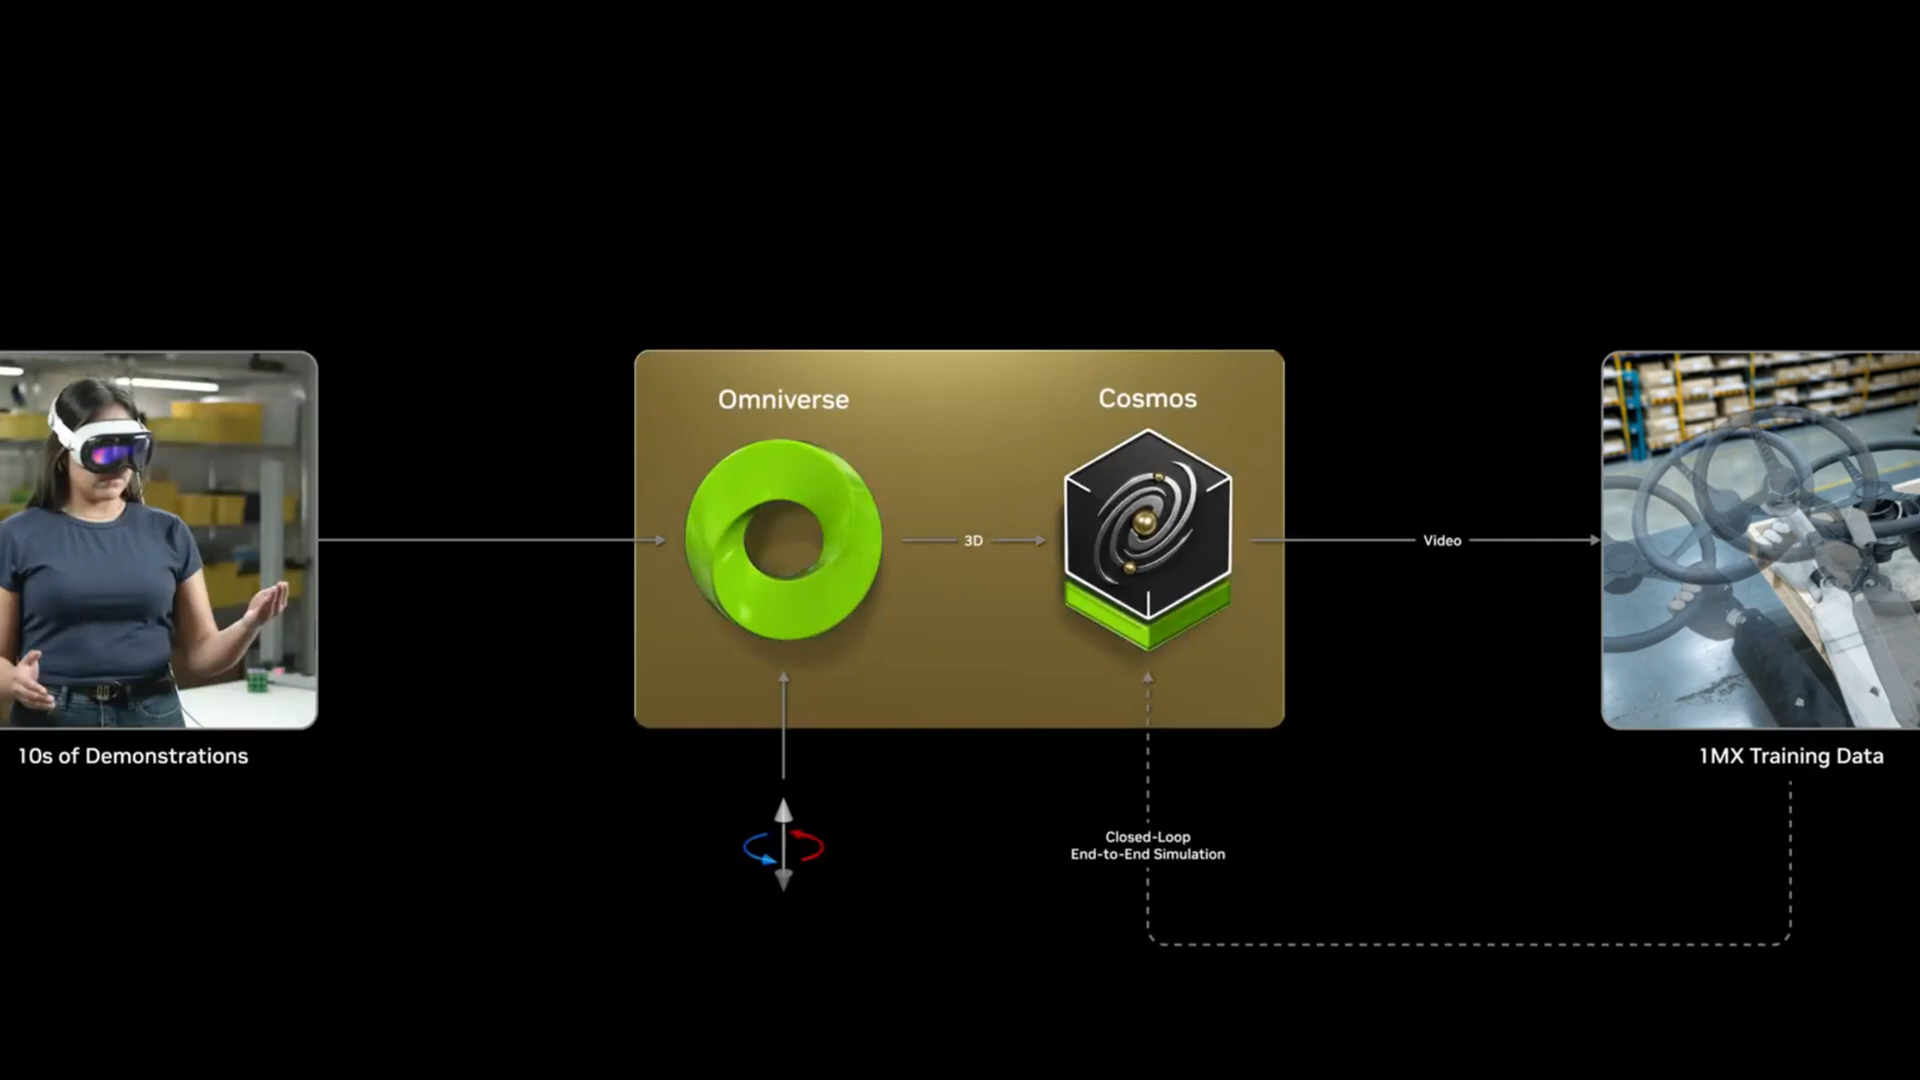 Omniverse
Cosmos
3D
Video
10s of Demonstrations
1MX Training Data
Closed-Loop
End-to-End Simulation